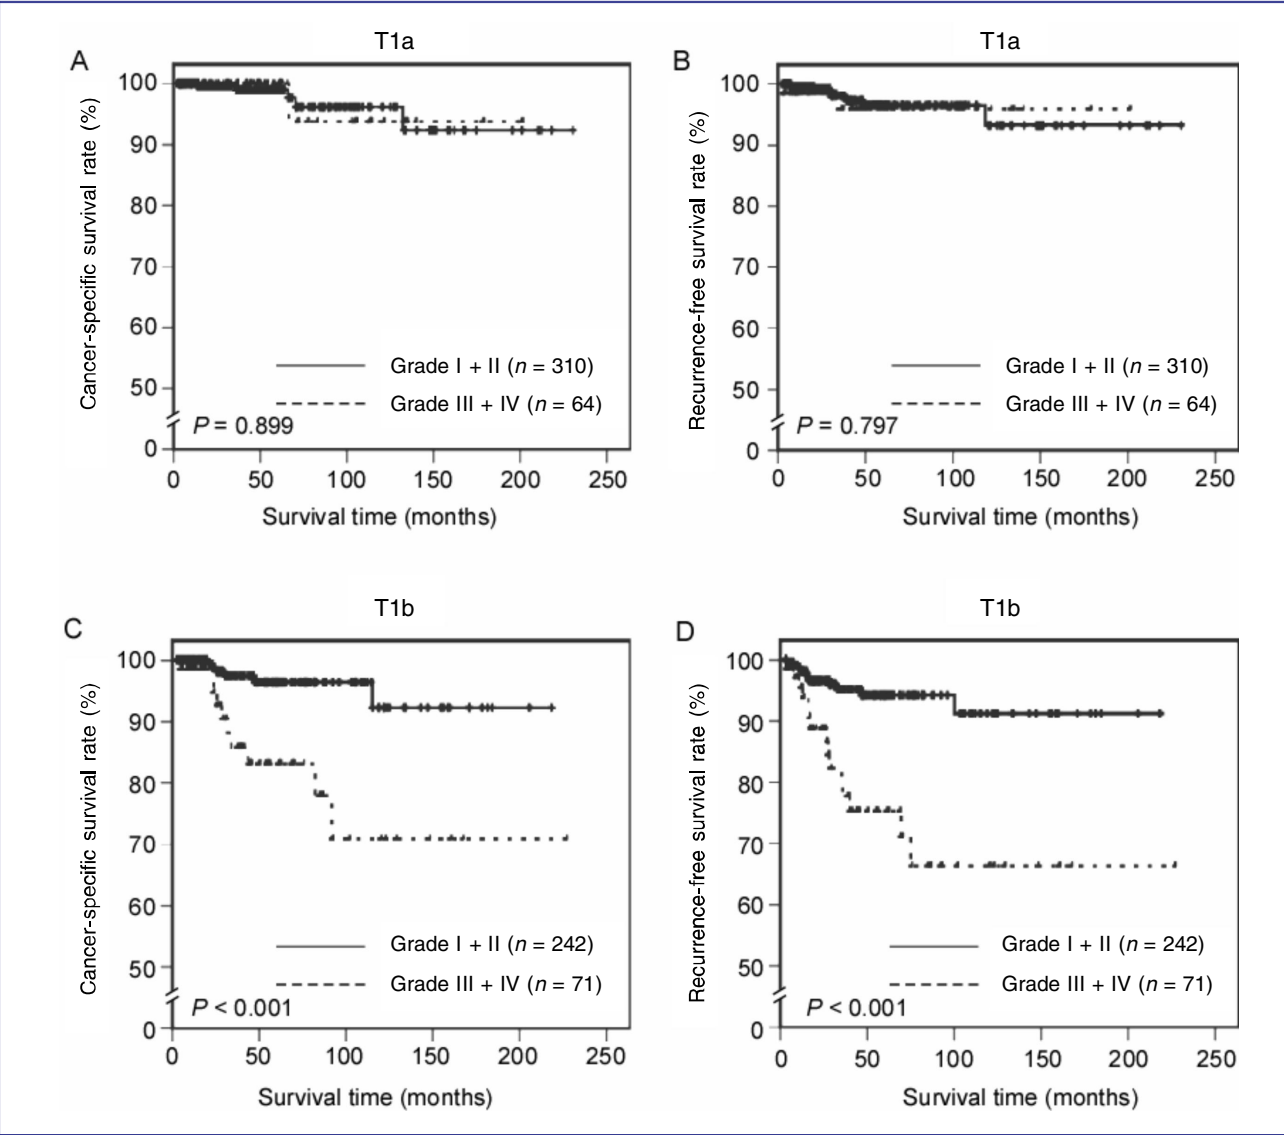 A
T1a
Cancer-specific survival rate (%)
100
90
80
70
60
50
0
Grade I + II (n = 310)
Grade III + IV (n = 64)
P = 0.899
0 50 100 150 200 250
Survival time (months)
B
T1a
Recurrence-free survival rate (%)
100
90
80
70
60
50
0
Grade I + II (n = 310)
Grade III + IV (n = 64)
P = 0.797
0 50 100 150 200 250
Survival time (months)
C
T1b
Cancer-specific survival rate (%)
100
90
80
70
60
50
0
Grade I + II (n = 242)
Grade III + IV (n = 71)
P < 0.001
0 50 100 150 200 250
Survival time (months)
D
T1b
Recurrence-free survival rate (%)
100
90
80
70
60
50
0
Grade I + II (n = 242)
Grade III + IV (n = 71)
P < 0.001
0 50 100 150 200 250
Survival time (months)